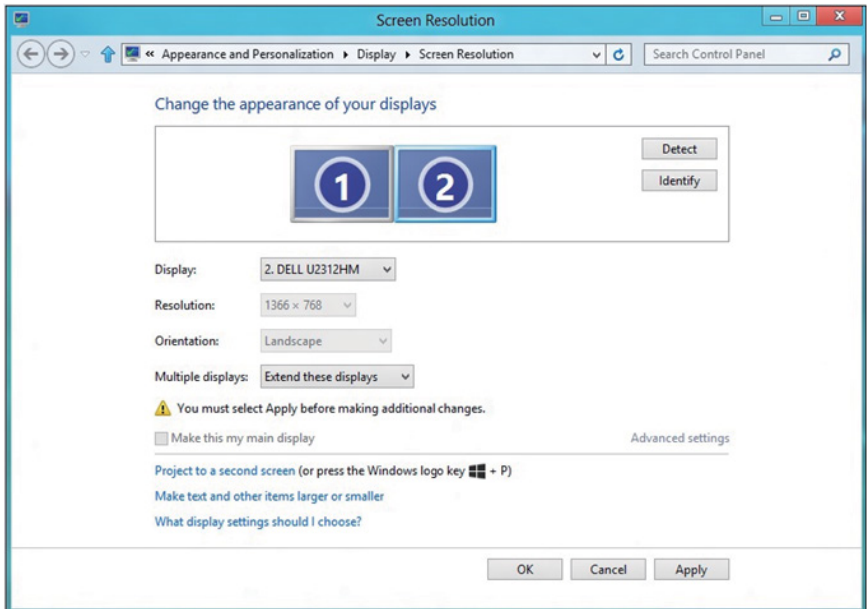 Screen Resolution
« Appearance and Personalization Display Screen Resolution
Search Control Panel
Change the appearance of your displays
1 2
Detect
Identify
Display: 2. DELL U2312HM
Resolution: 1366 × 768
Orientation: Landscape
Multiple displays: Extend these displays
You must select Apply before making additional changes.
Make this my main display Advanced settings
Project to a second screen (or press the Windows logo key + P)
Make text and other items larger or smaller
What display settings should I choose?
OK Cancel Apply